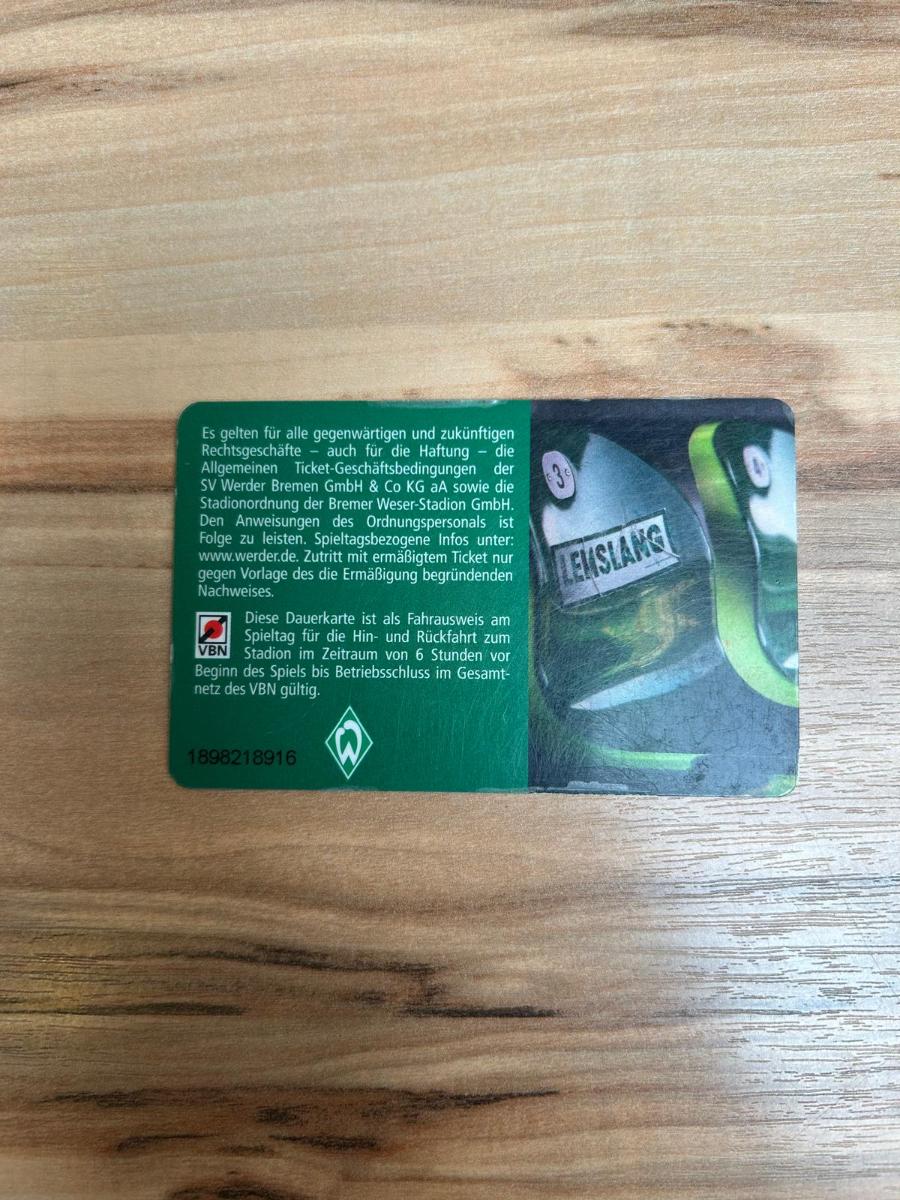 Es gelten für alle gegenwärtigen und zukünftigen
Rechtsgeschäfte – auch für die Haftung – die
Allgemeinen Ticket-Geschäftsbedingungen der
SV Werder Bremen GmbH & Co KG aA sowie die
Stadionordnung der Bremer Weser-Stadion GmbH.
Den Anweisungen des Ordnungspersonals ist
Folge zu leisten. Spieltagsbezogene Infos unter:
www.werder.de. Zutritt mit ermäßigtem Ticket nur
gegen Vorlage des die Ermäßigung begründenden
Nachweises.
VBN
Diese Dauerkarte ist als Fahrausweis am
Spieltag für die Hin- und Rückfahrt zum
Stadion im Zeitraum von 6 Stunden vor
Beginn des Spiels bis Betriebsschluss im Gesamt-
netz des VBN gültig.
1898218916
W
3
LEНSLANG
4